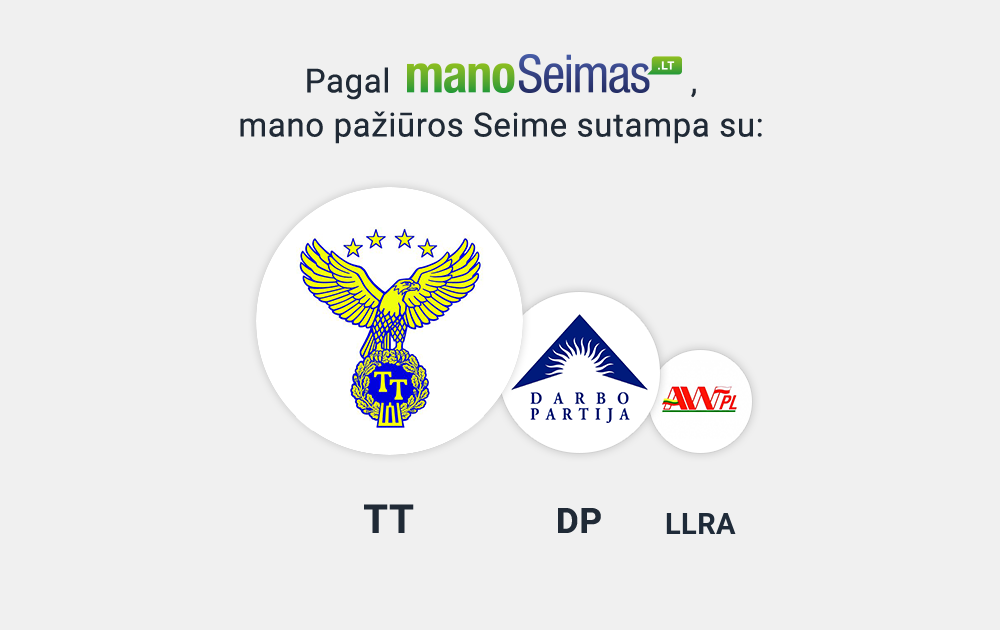 Pagal manoSeimas.LT ,
mano pažiūros Seime sutampa su:
TT
DARBO
PARTIJA
AWPL
TT
DP
LLRA